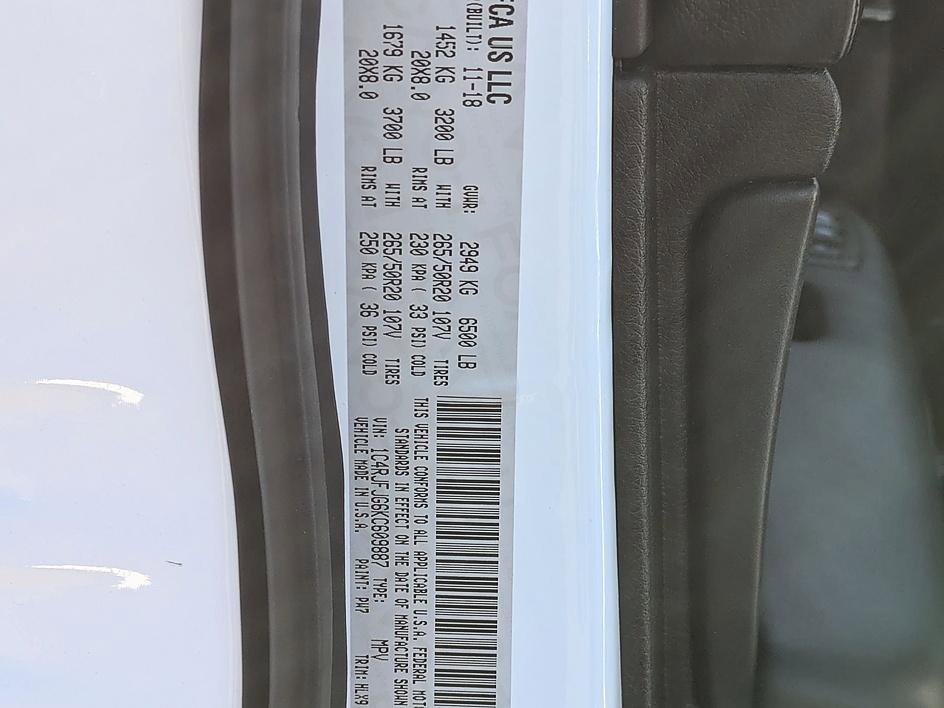 FCA US LLC
(BUILT): 11-18 GVWR: 2949 KG 6500 LB
1452 KG 3200 LB WITH 265/50R20 107V TIRES
20X8.0 RIMS AT 230 KPA ( 33 PSI) COLD
1679 KG 3700 LB WITH 265/50R20 107V TIRES
20X8.0 RIMS AT 250 KPA ( 36 PSI) COLD
THIS VEHICLE CONFORMS TO ALL APPLICABLE U.S.A. FEDERAL MOT
STANDARDS IN EFFECT ON THE DATE OF MANUFACTURE SHOWN
VIN: 1C4RJFJG6KC609887 TYPE: MPV
VEHICLE MADE IN U.S.A. PAINT: PW7 TRIM: HLX9